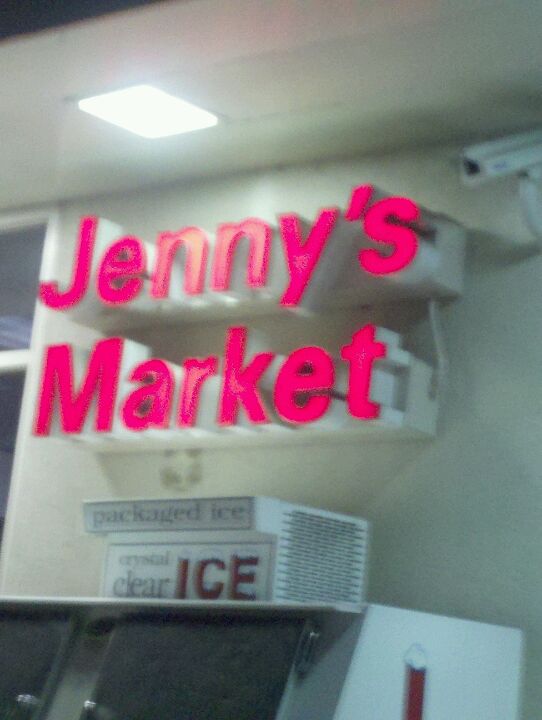 Jenny's
Market
packaged ice
crystal
clear ICE